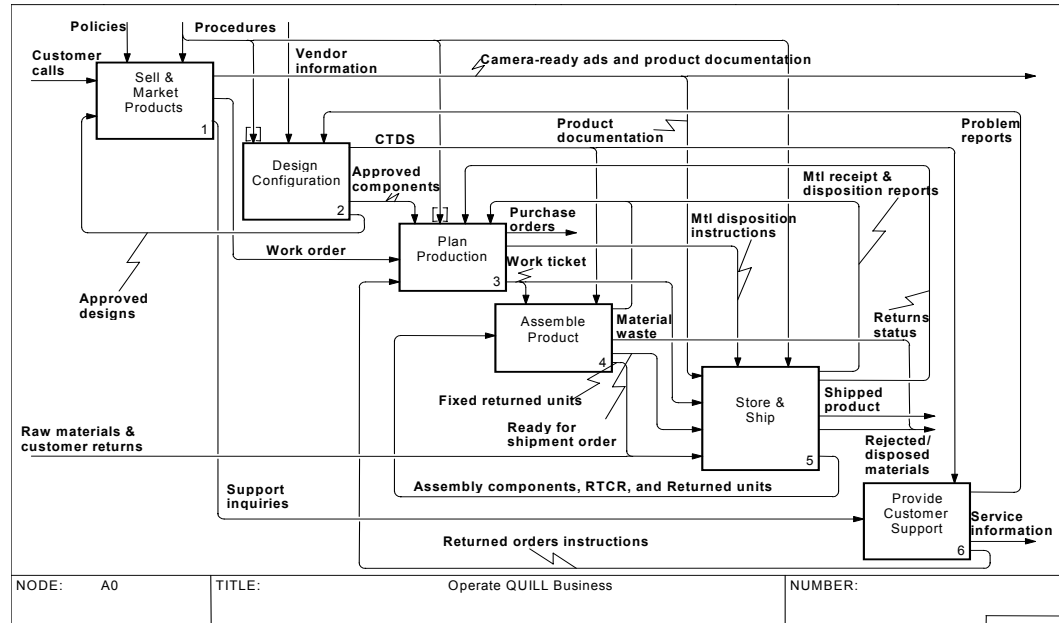 Policies
Procedures
Customer
calls
Vendor
information
Camera-ready ads and product documentation
Sell &
Market
Products
1
Product
documentation
Problem
reports
CTDS
Design
Configuration
2
Approved
components
Mtl receipt &
disposition reports
Purchase
orders
Mtl disposition
instructions
Work order
Plan
Production
3
Work ticket
Approved
designs
Assemble
Product
4
Material
waste
Returns
status
Fixed returned units
Ready for
shipment order
Store &
Ship
5
Shipped
product
Raw materials &
customer returns
Rejected/
disposed
materials
Assembly components, RTCR, and Returned units
Support
inquiries
Provide
Customer
Support
6
Service
information
Returned orders instructions
NODE: A0
TITLE: Operate QUILL Business
NUMBER: